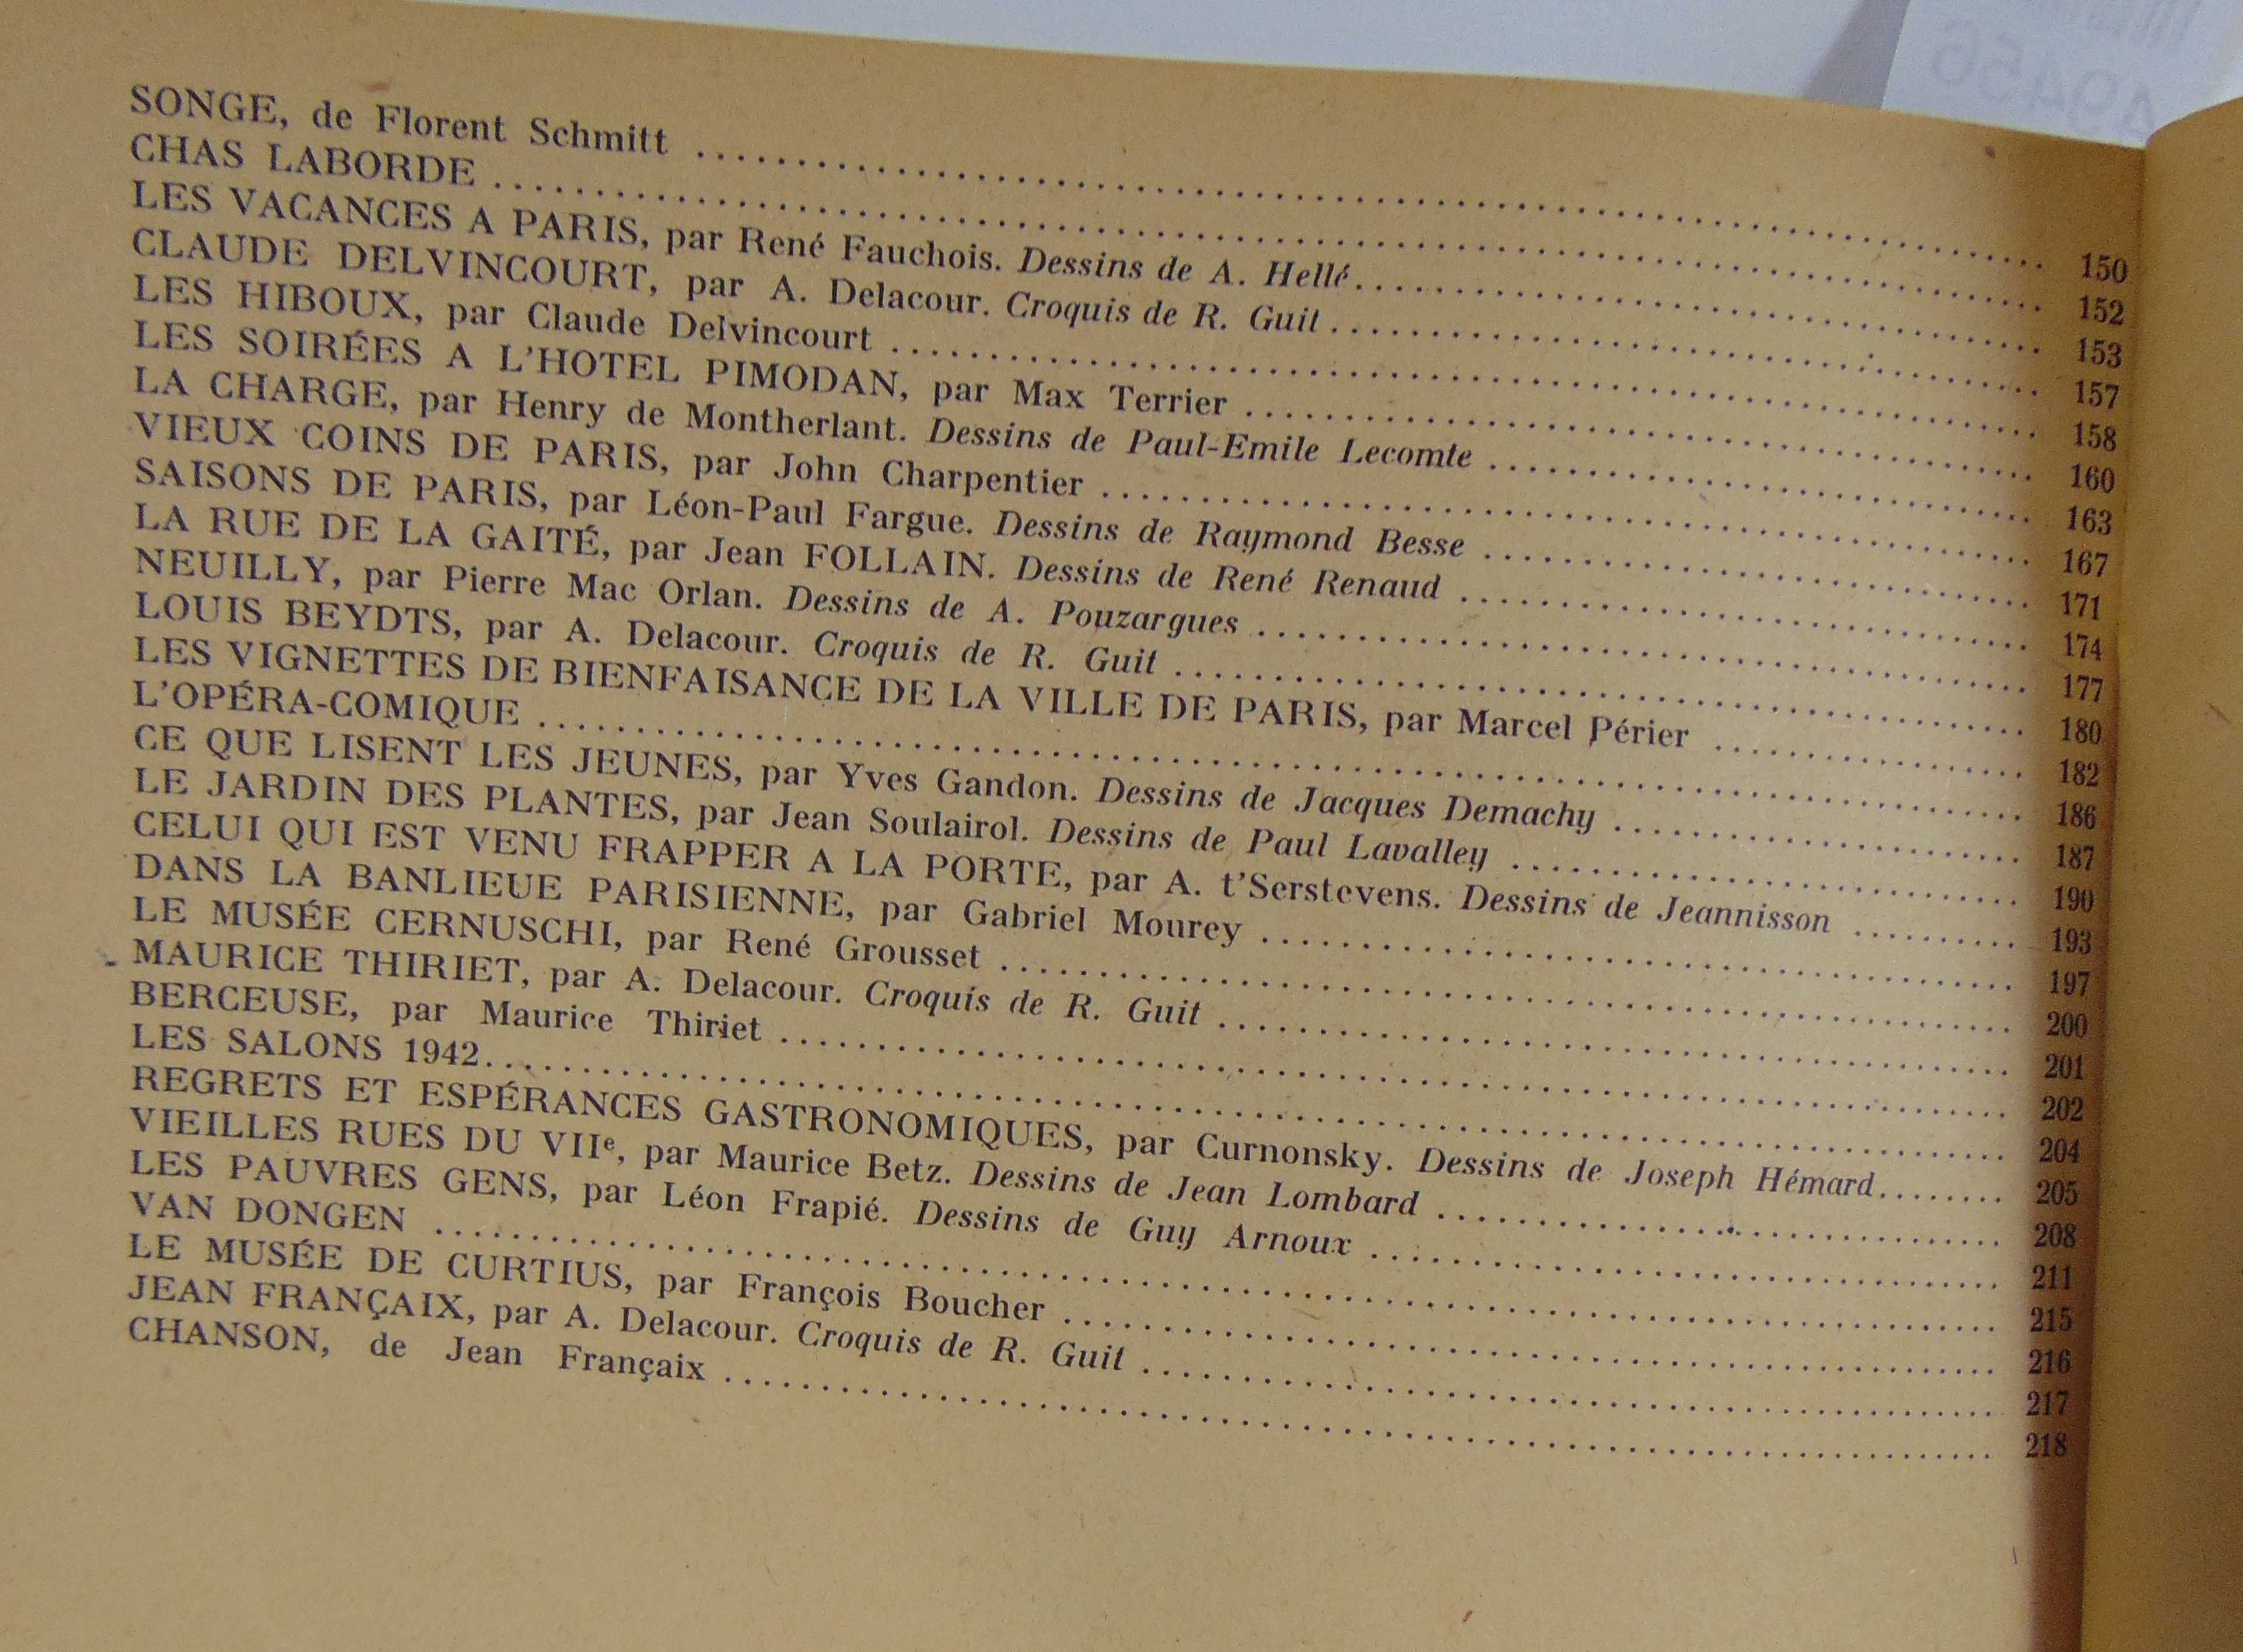 SONGE, de Florent Schmitt ........ 150
CHAS LABORDE ........ 152
LES VACANCES A PARIS, par René Fauchois. Dessins de A. Hellé ........ 153
CLAUDE DELVINCOURT, par A. Delacour. Croquis de R. Guit ........ 157
LES HIBOUX, par Claude Delvincourt ........ 158
LES SOIRÉES A L'HOTEL PIMODAN, par Max Terrier ........ 160
LA CHARGE, par Henry de Montherlant. Dessins de Paul-Emile Lecomte ........ 163
VIEUX COINS DE PARIS, par John Charpentier ........ 167
SAISONS DE PARIS, par Léon-Paul Fargue. Dessins de Raymond Besse ........ 171
LA RUE DE LA GAITÉ, par Jean FOLLAIN. Dessins de René Renaud ........ 174
NEUILLY, par Pierre Mac Orlan. Dessins de A. Pouzargues ........ 177
LOUIS BEYDTS, par A. Delacour. Croquis de R. Guit ........ 180
LES VIGNETTES DE BIENFAISANCE DE LA VILLE DE PARIS, par Marcel Périer ........ 182
L'OPÉRA-COMIQUE ........ 186
CE QUE LISENT LES JEUNES, par Yves Gandon. Dessins de Jacques Demachy ........ 187
LE JARDIN DES PLANTES, par Jean Soulairol. Dessins de Paul Lavalley ........ 190
CELUI QUI EST VENU FRAPPER A LA PORTE, par A. t'Serstevens. Dessins de Jeannisson ........ 193
DANS LA BANLIEUE PARISIENNE, par Gabriel Mourey ........ 197
LE MUSÉE CERNUSCHI, par René Grousset ........ 200
MAURICE THIRIET, par A. Delacour. Croquis de R. Guit ........ 201
BERCEUSE, par Maurice Thiriet ........ 202
LES SALONS 1942 ........ 204
REGRETS ET ESPÉRANCES GASTRONOMIQUES, par Curnonsky. Dessins de Joseph Hémard ........ 205
VIEILLES RUES DU VIIe, par Maurice Betz. Dessins de Jean Lombard ........ 208
LES PAUVRES GENS, par Léon Frapié. Dessins de Guy Arnoux ........ 211
VAN DONGEN ........ 215
LE MUSÉE DE CURTIUS, par François Boucher ........ 216
JEAN FRANÇAIX, par A. Delacour. Croquis de R. Guit ........ 217
CHANSON, de Jean Françaix ........ 218